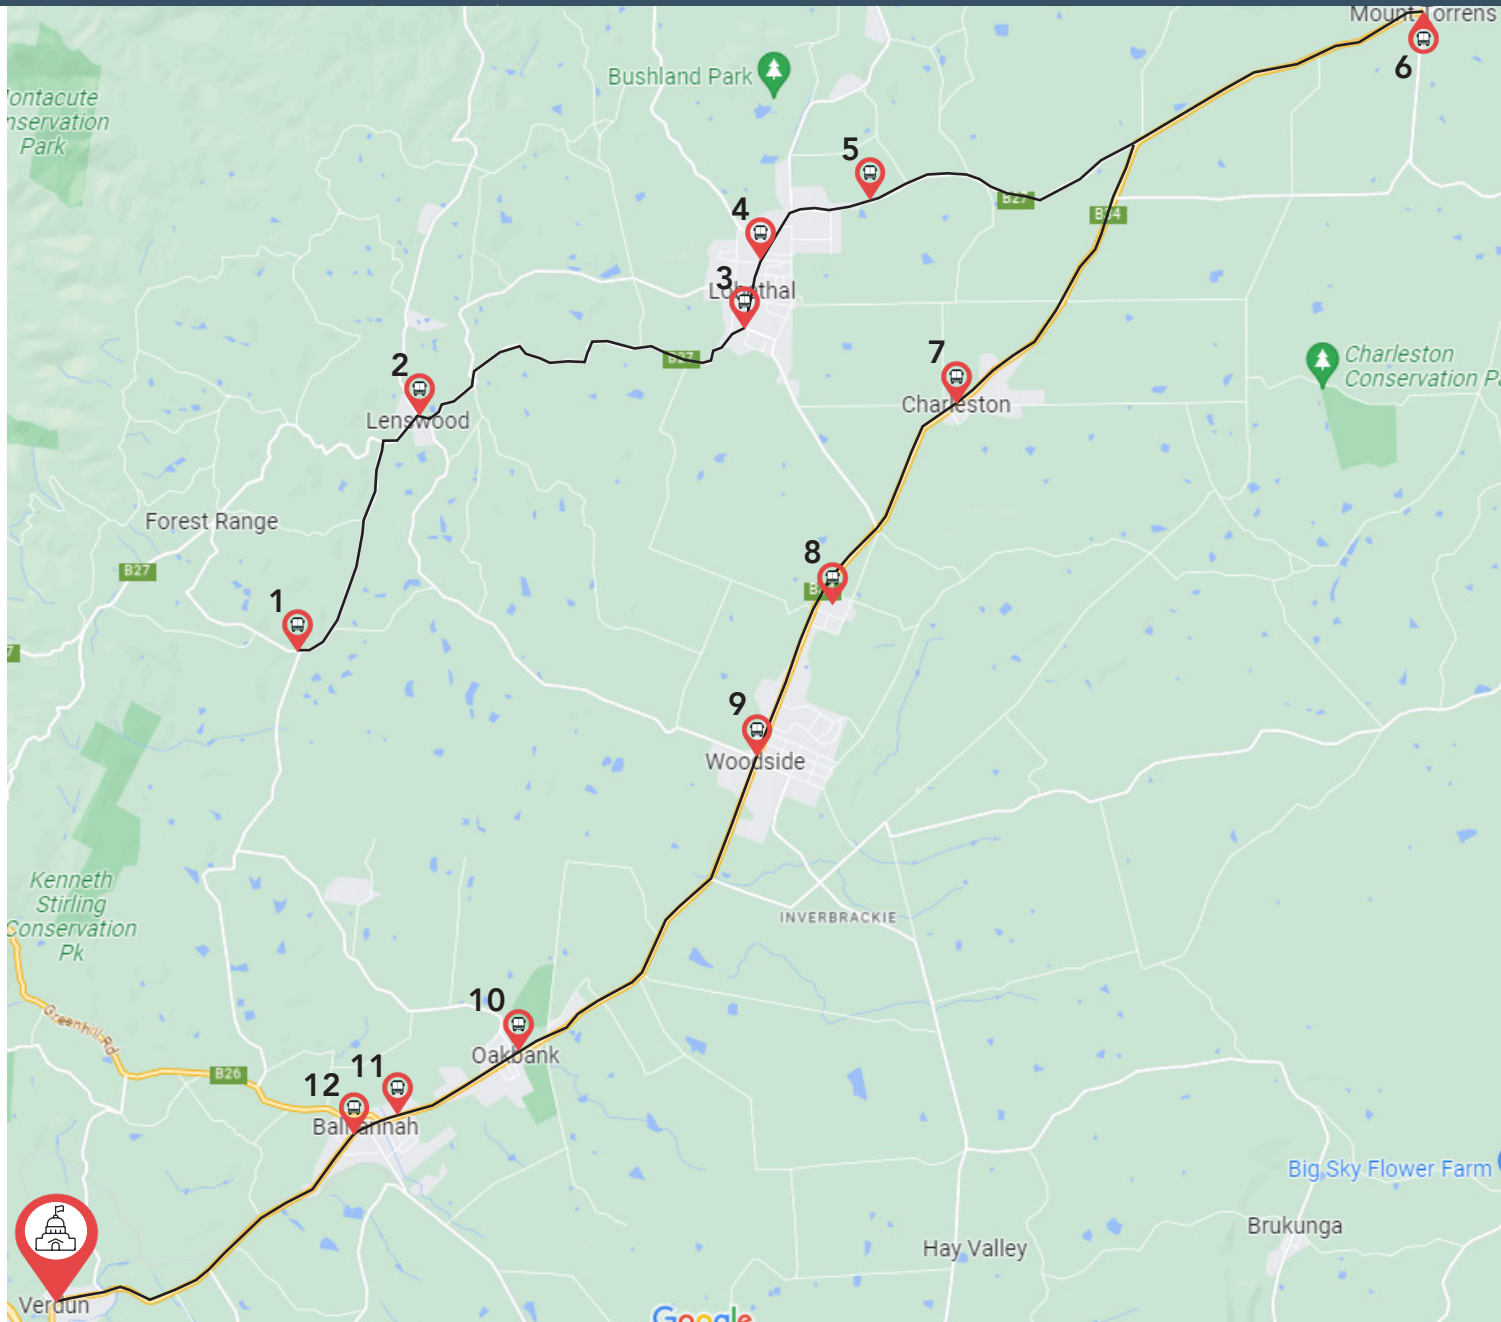 Mount Torrens
6
Bushland Park
ontacute
nservation
Park
5
B27
B34
4
3
Lobethal
B27
2
Lenswood
7
Charleston
Charleston
Conservation Pa
Forest Range
B27
1
7
8
9
Woodside
Kenneth
Stirling
Conservation
Pk
INVERBRACKIE
10
Oakbank
Greenhill Rd
B26
11
12
Balhannah
Big Sky Flower Farm
Brukunga
Hay Valley
Verdun
Google